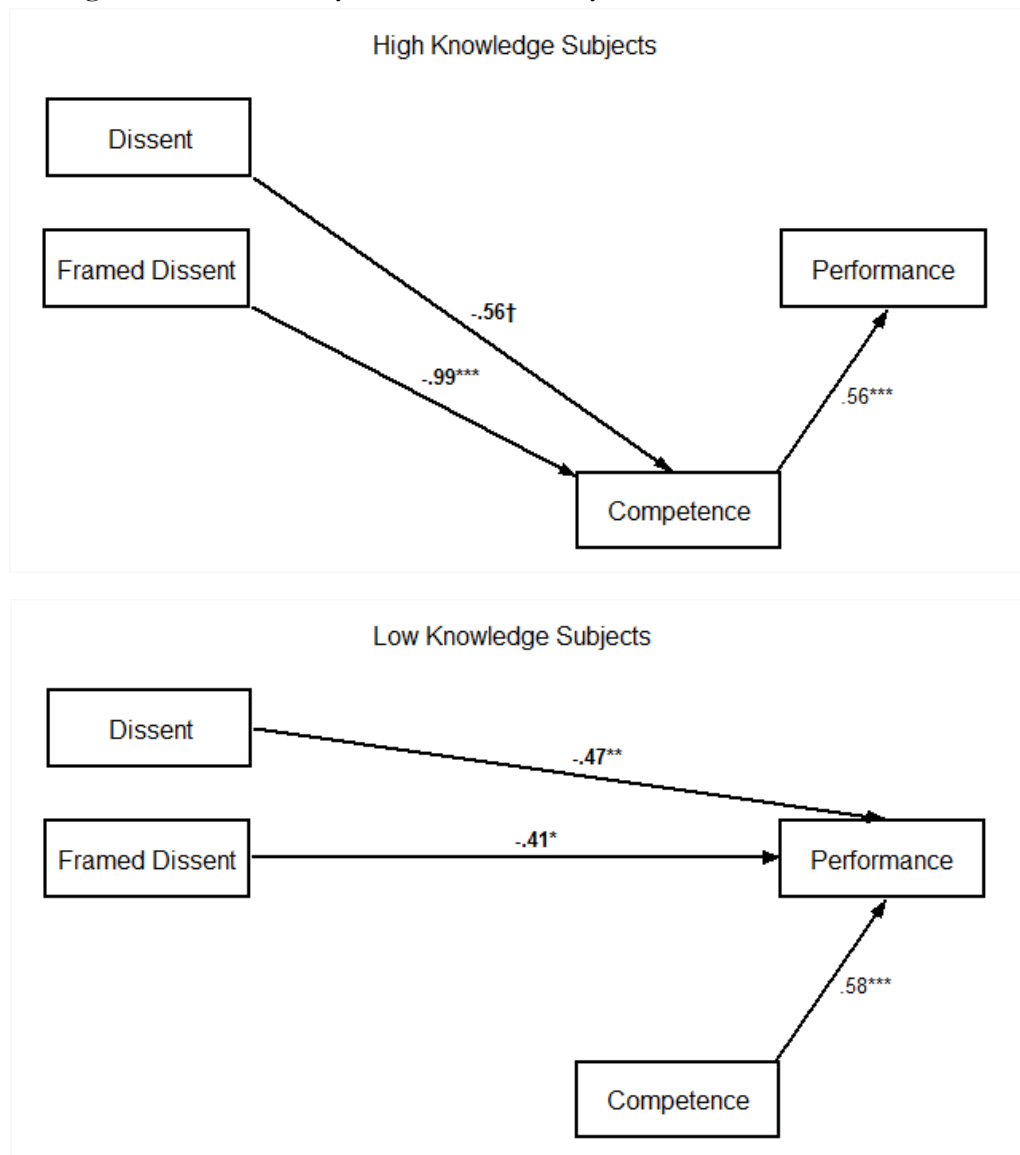 High Knowledge Subjects
Dissent
Framed Dissent
Performance
-.56†
-.99***
.56***
Competence
Low Knowledge Subjects
Dissent
-.47**
Framed Dissent
-.41*
Performance
.58***
Competence